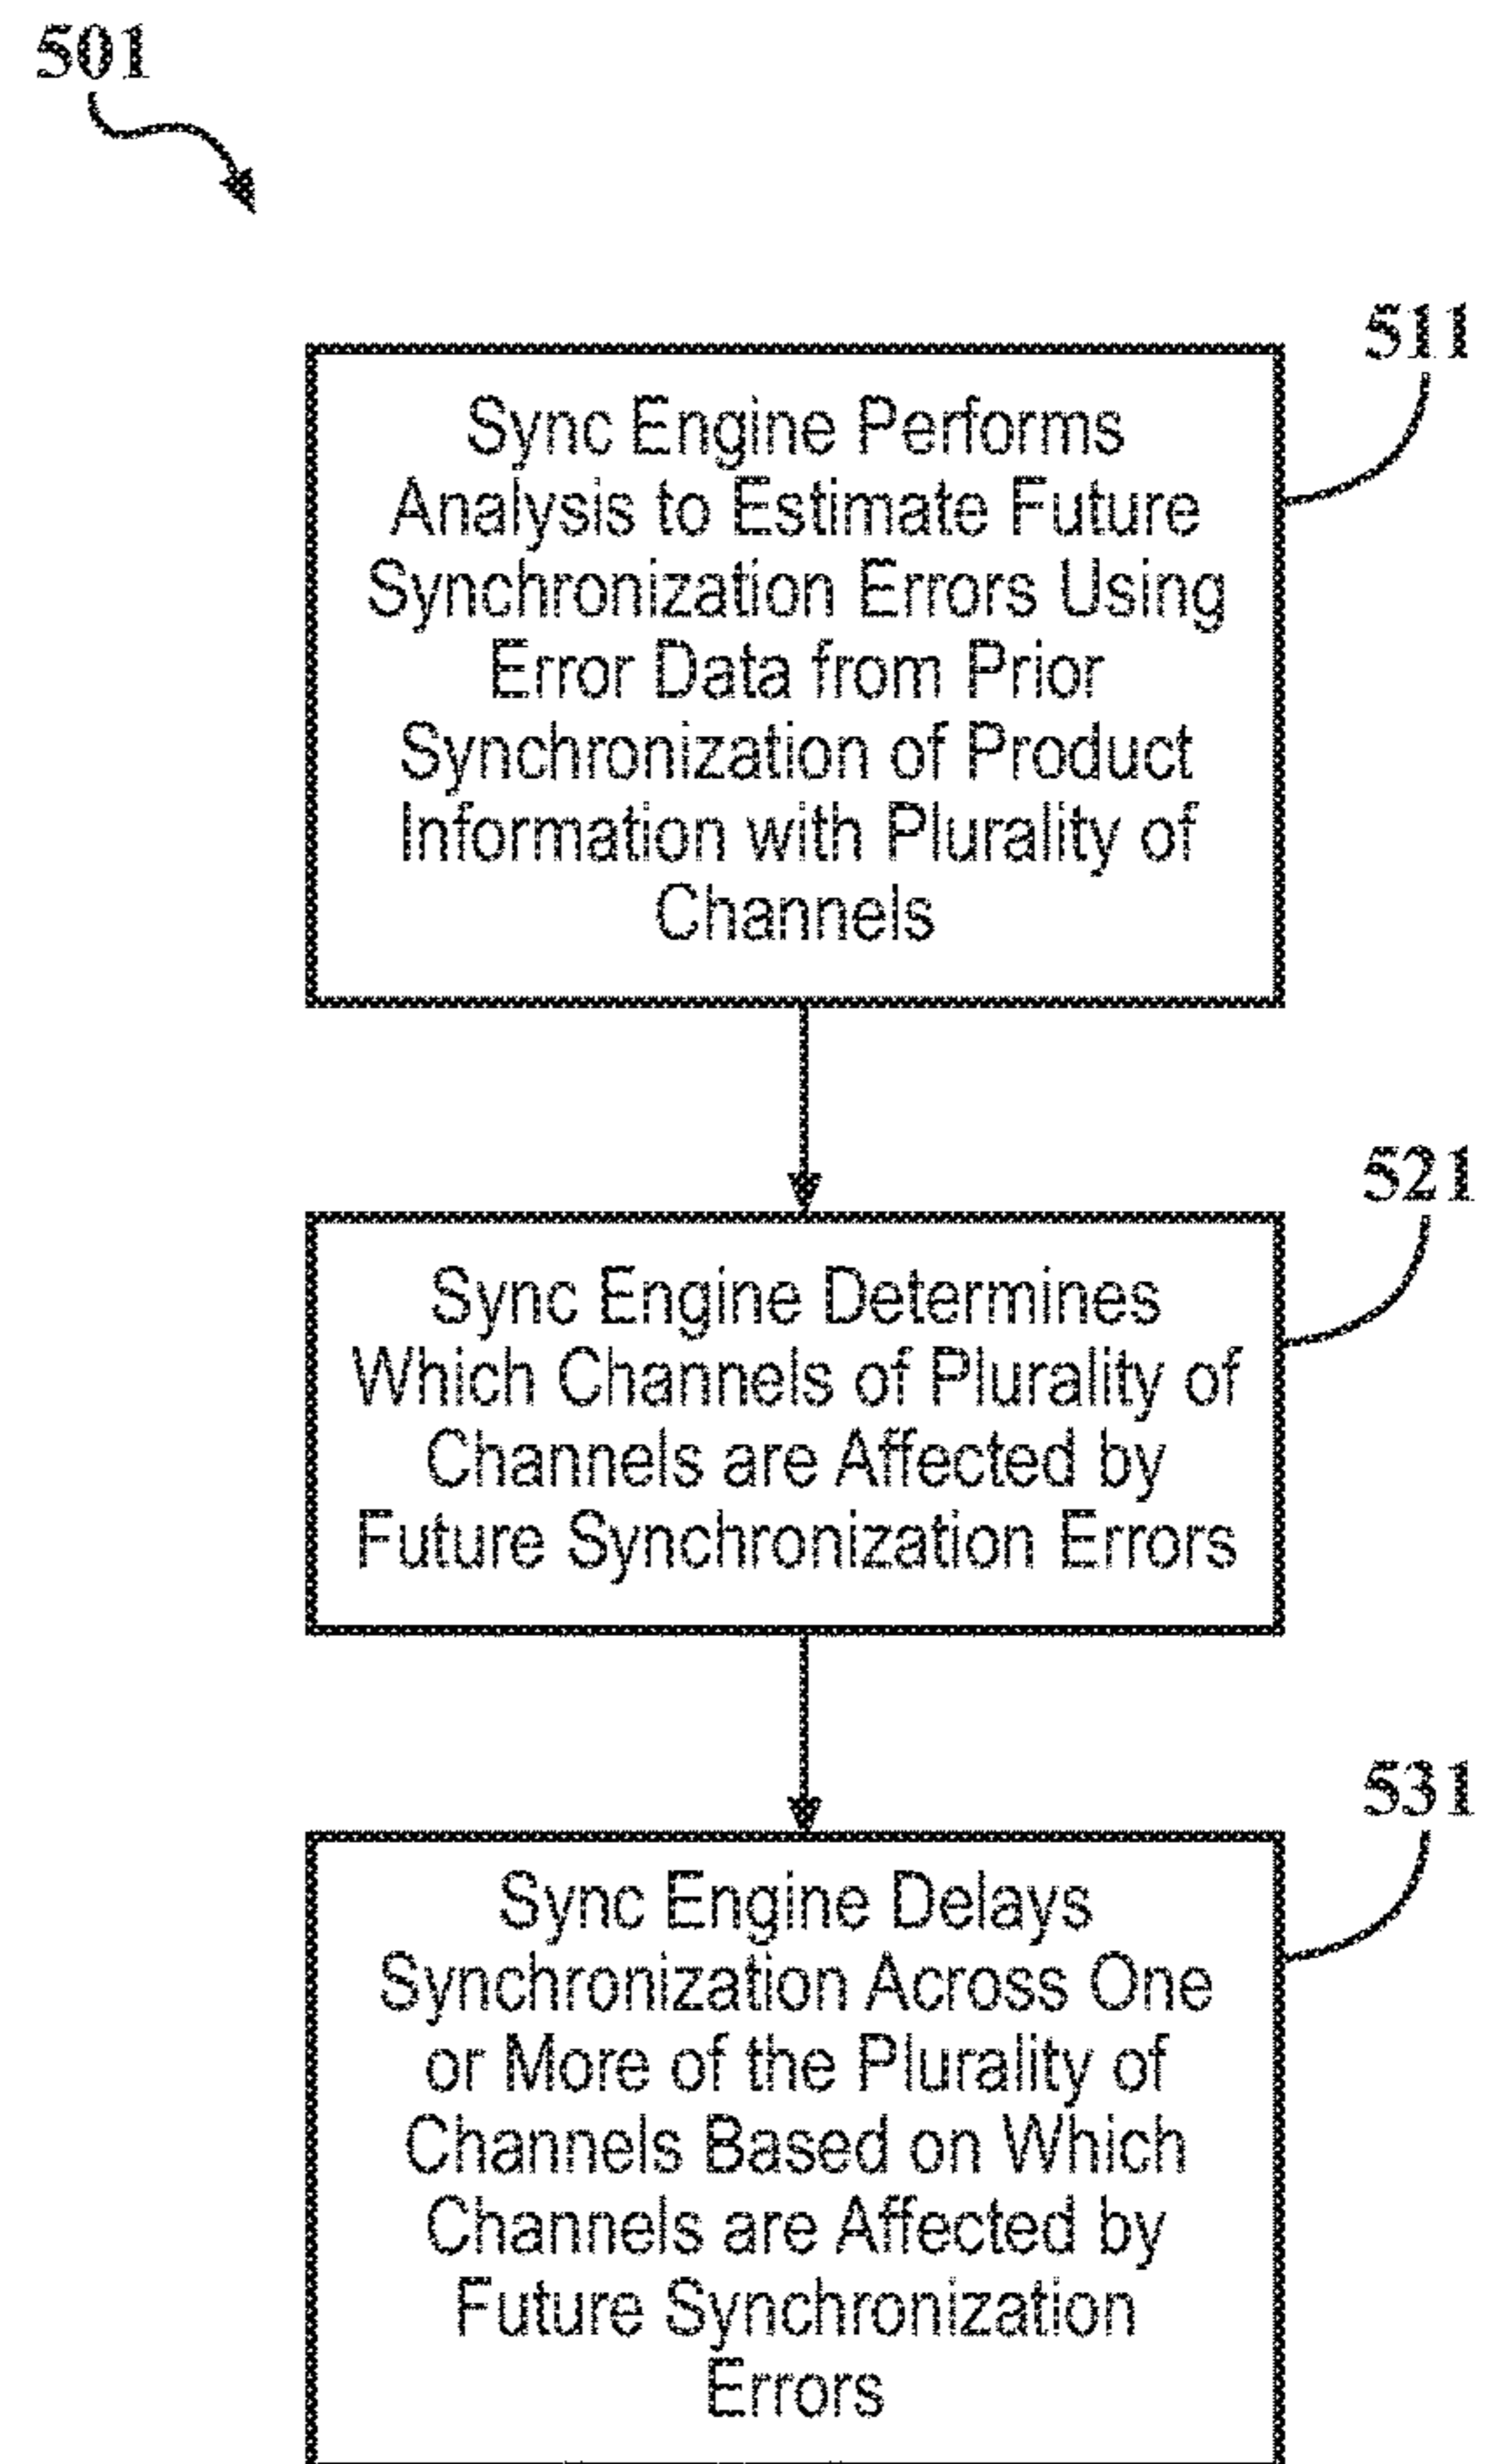 501
511
Sync Engine Performs
Analysis to Estimate Future
Synchronization Errors Using
Error Data from Prior
Synchronization of Product
Information with Plurality of
Channels
521
Sync Engine Determines
Which Channels of Plurality of
Channels are Affected by
Future Synchronization Errors
531
Sync Engine Delays
Synchronization Across One
or More of the Plurality of
Channels Based on Which
Channels are Affected by
Future Synchronization
Errors